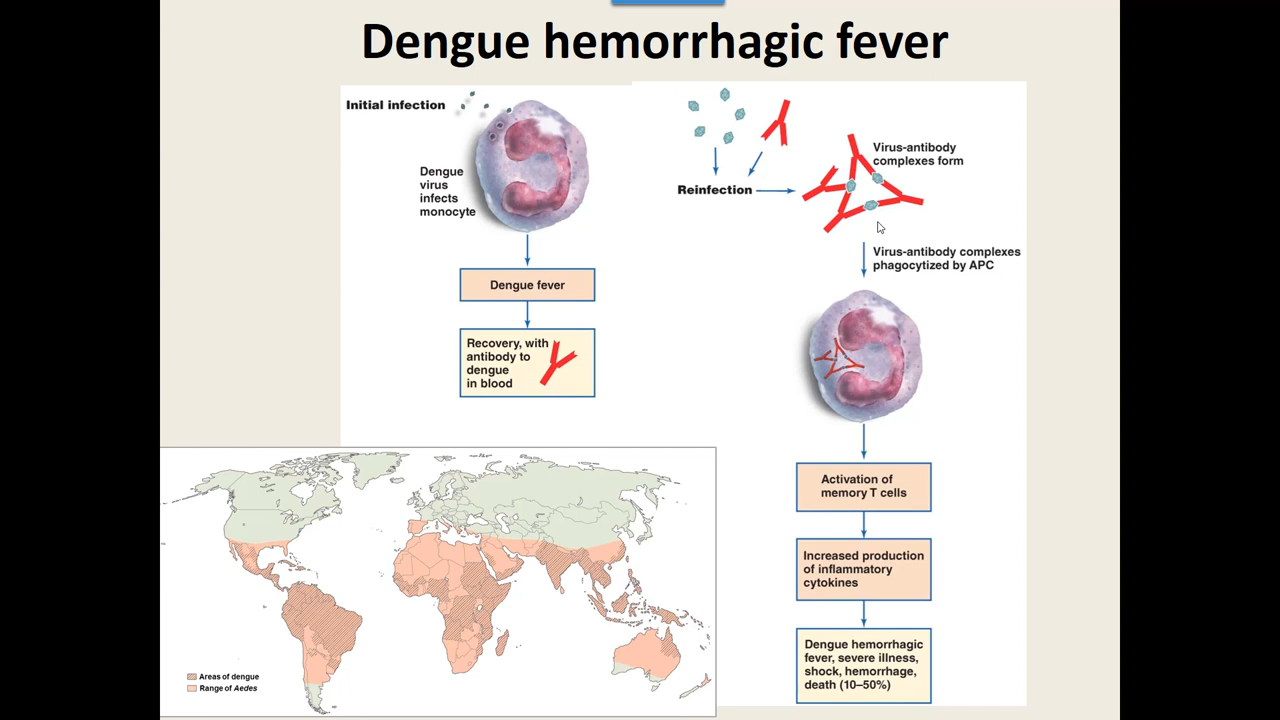 Dengue hemorrhagic fever
Initial infection
Dengue
virus
infects
monocyte
Dengue fever
Recovery, with
antibody to
dengue
in blood
Reinfection
Virus-antibody
complexes form
Virus-antibody complexes
phagocytized by APC
Activation of
memory T cells
Increased production
of inflammatory
cytokines
Dengue hemorrhagic
fever, severe illness,
shock, hemorrhage,
death (10–50%)
Areas of dengue
Range of Aedes